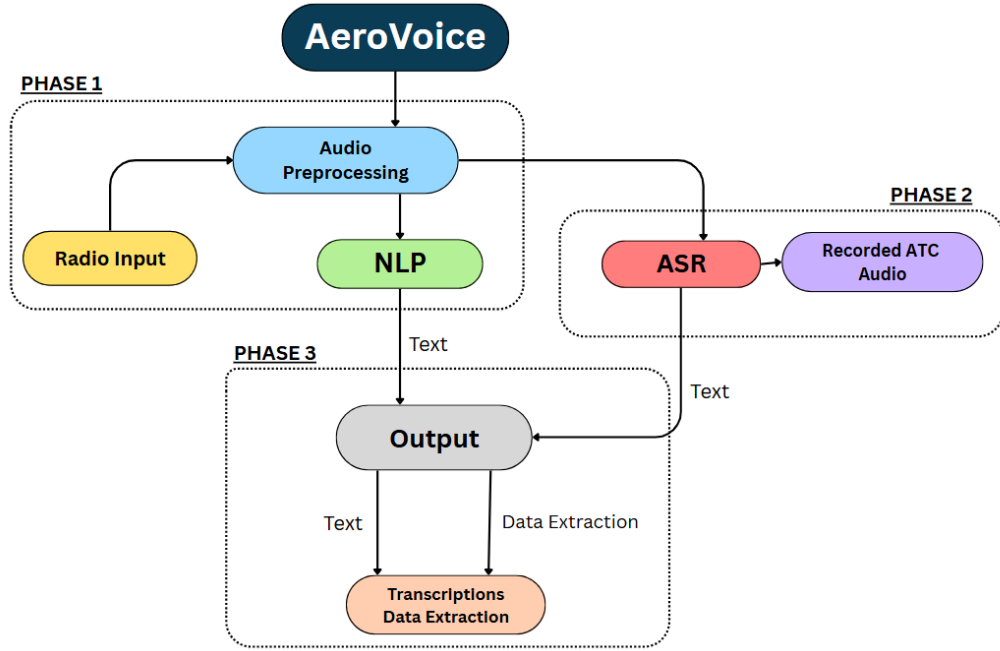 AeroVoice
PHASE 1
Audio
Preprocessing
Radio Input
NLP
PHASE 2
ASR
Recorded ATC
Audio
Text
Text
PHASE 3
Output
Text
Data Extraction
Transcriptions
Data Extraction